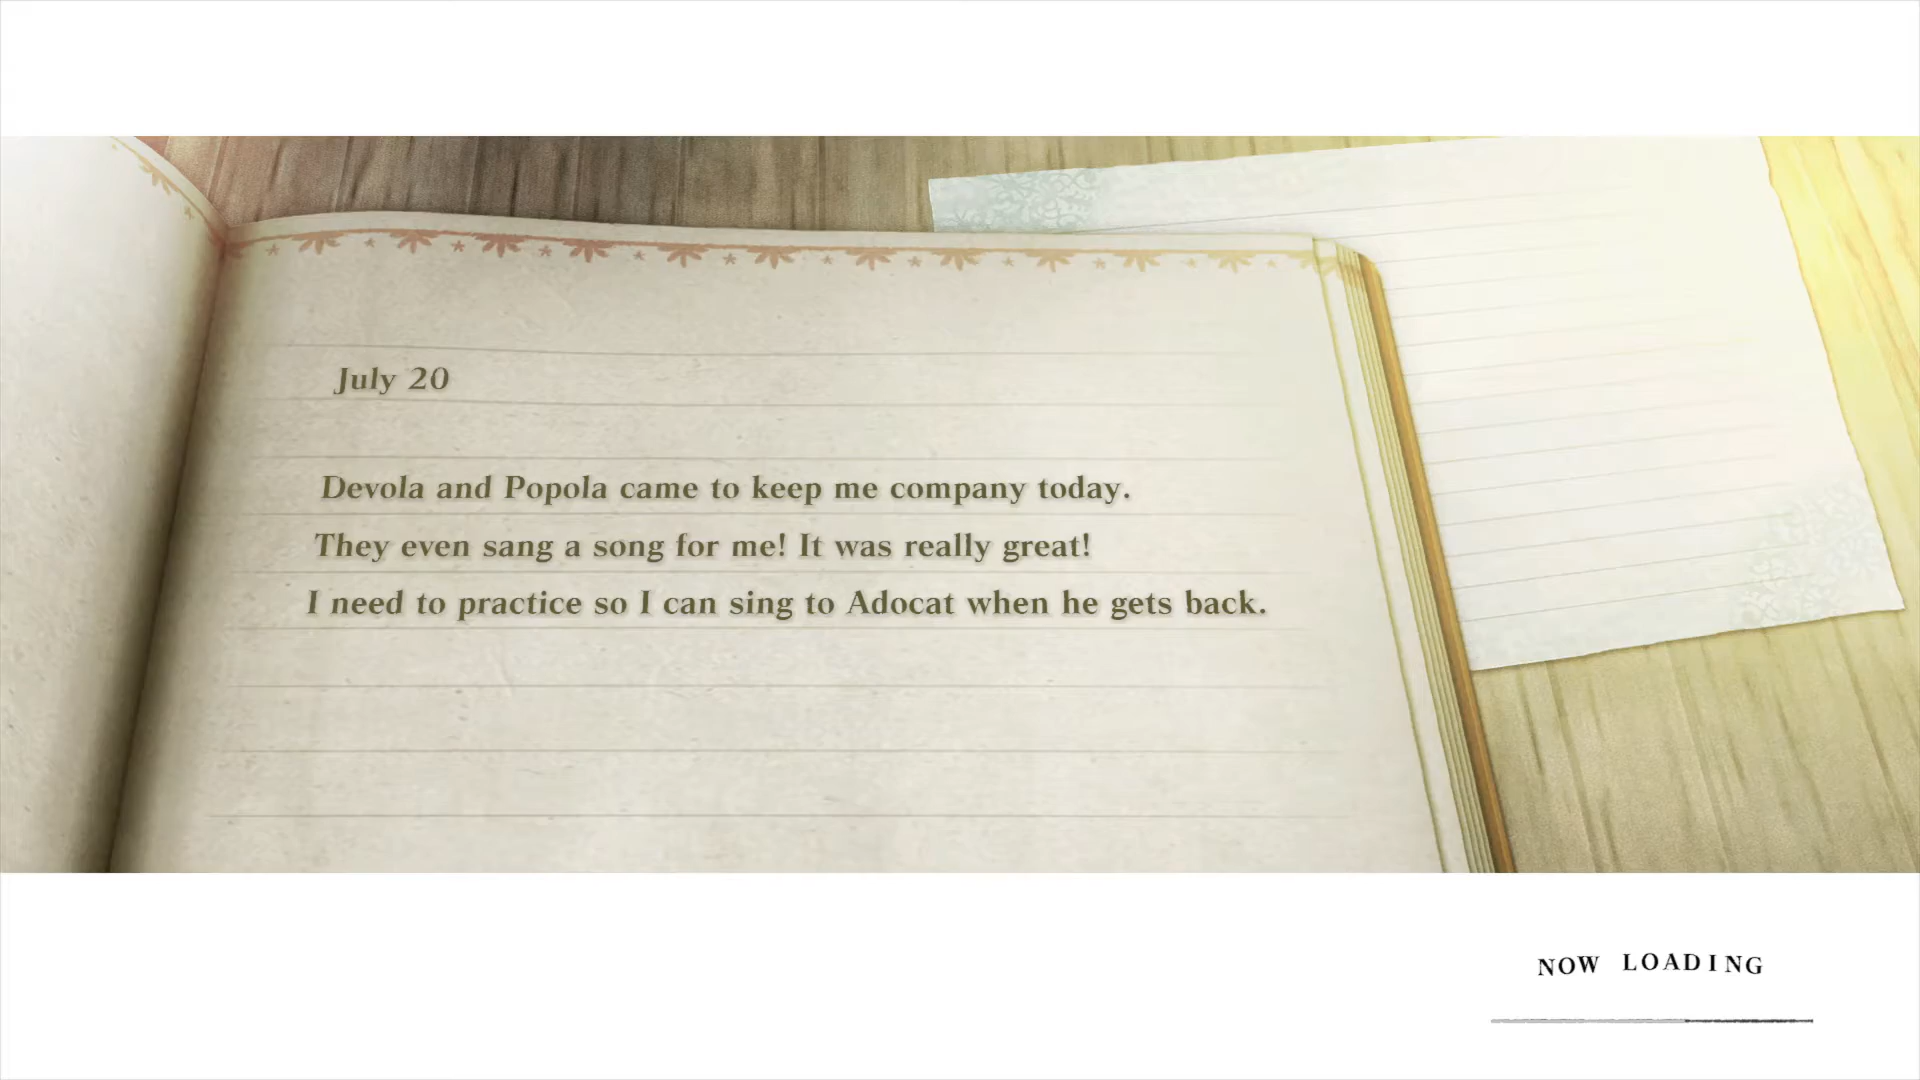 July 20
Devola and Popola came to keep me company today.
They even sang a song for me! It was really great!
I need to practice so I can sing to Adocat when he gets back.
NOW LOADING